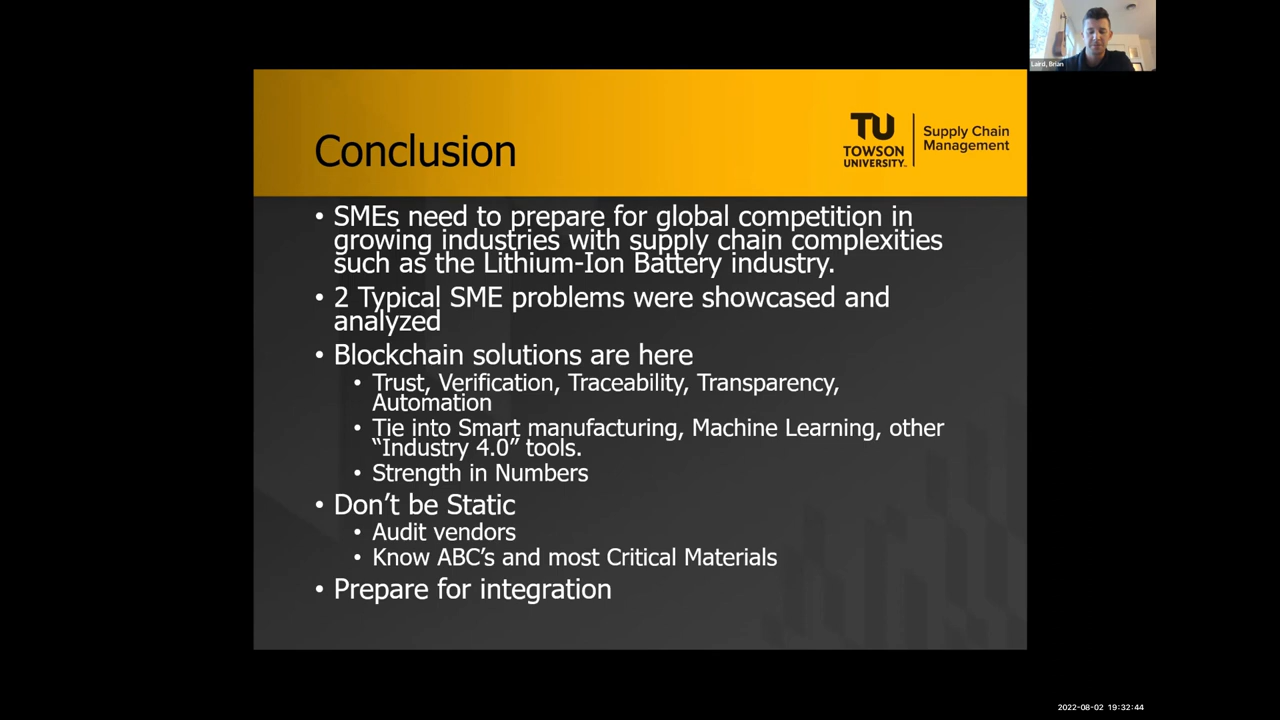 Laird, Brian
Conclusion
TU
TOWSON
UNIVERSITY
Supply Chain
Management
• SMEs need to prepare for global competition in
growing industries with supply chain complexities
such as the Lithium-Ion Battery industry.
• 2 Typical SME problems were showcased and
analyzed
• Blockchain solutions are here
• Trust, Verification, Traceability, Transparency,
Automation
• Tie into Smart manufacturing, Machine Learning, other
“Industry 4.0” tools.
• Strength in Numbers
• Don’t be Static
• Audit vendors
• Know ABC’s and most Critical Materials
• Prepare for integration
2022-08-02 19:32:44